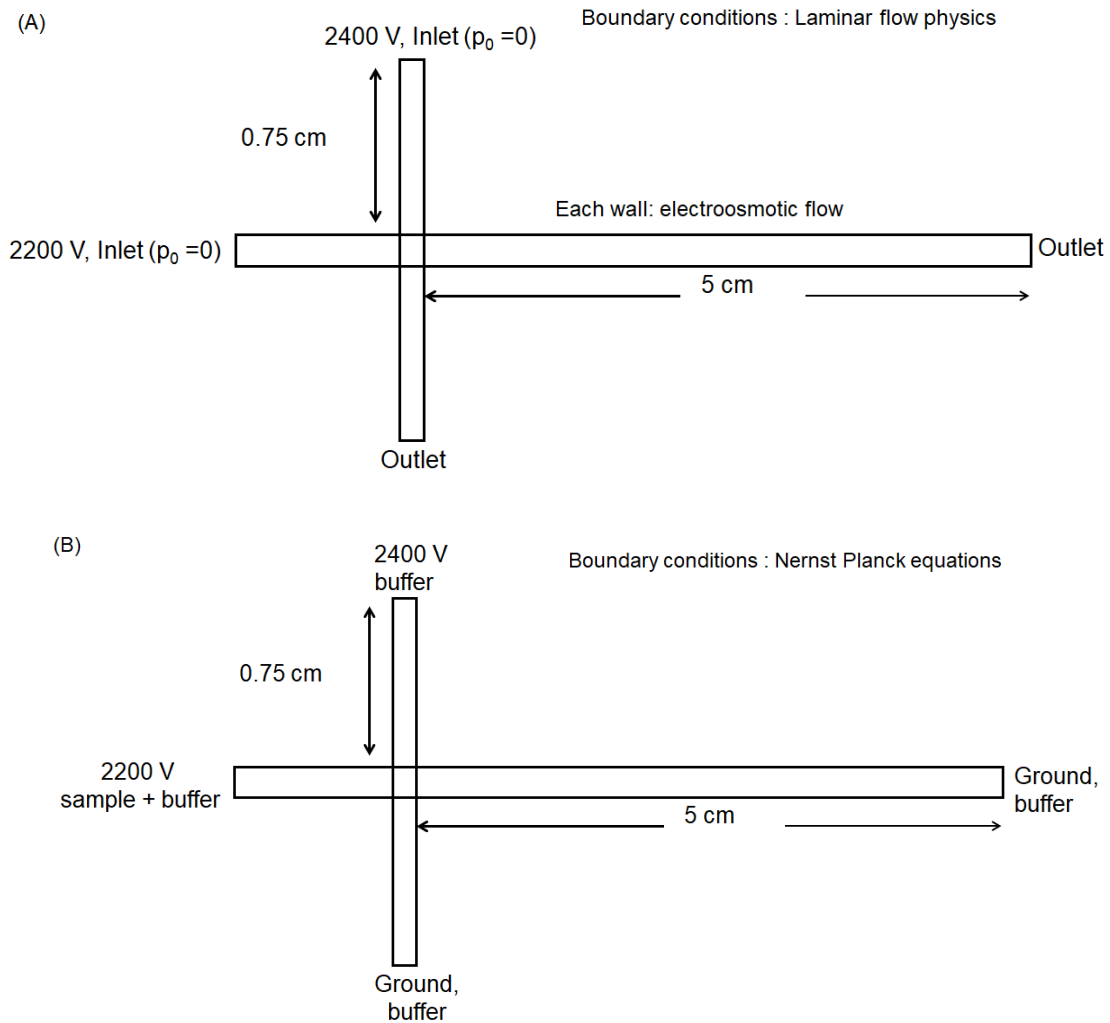 (A)
Boundary conditions : Laminar flow physics
2400 V, Inlet (p₀ =0)
0.75 cm
Each wall: electroosmotic flow
2200 V, Inlet (p₀ =0)
Outlet
5 cm
Outlet
(B)
2400 V
buffer
Boundary conditions : Nernst Planck equations
0.75 cm
2200 V
sample + buffer
Ground,
buffer
5 cm
Ground,
buffer